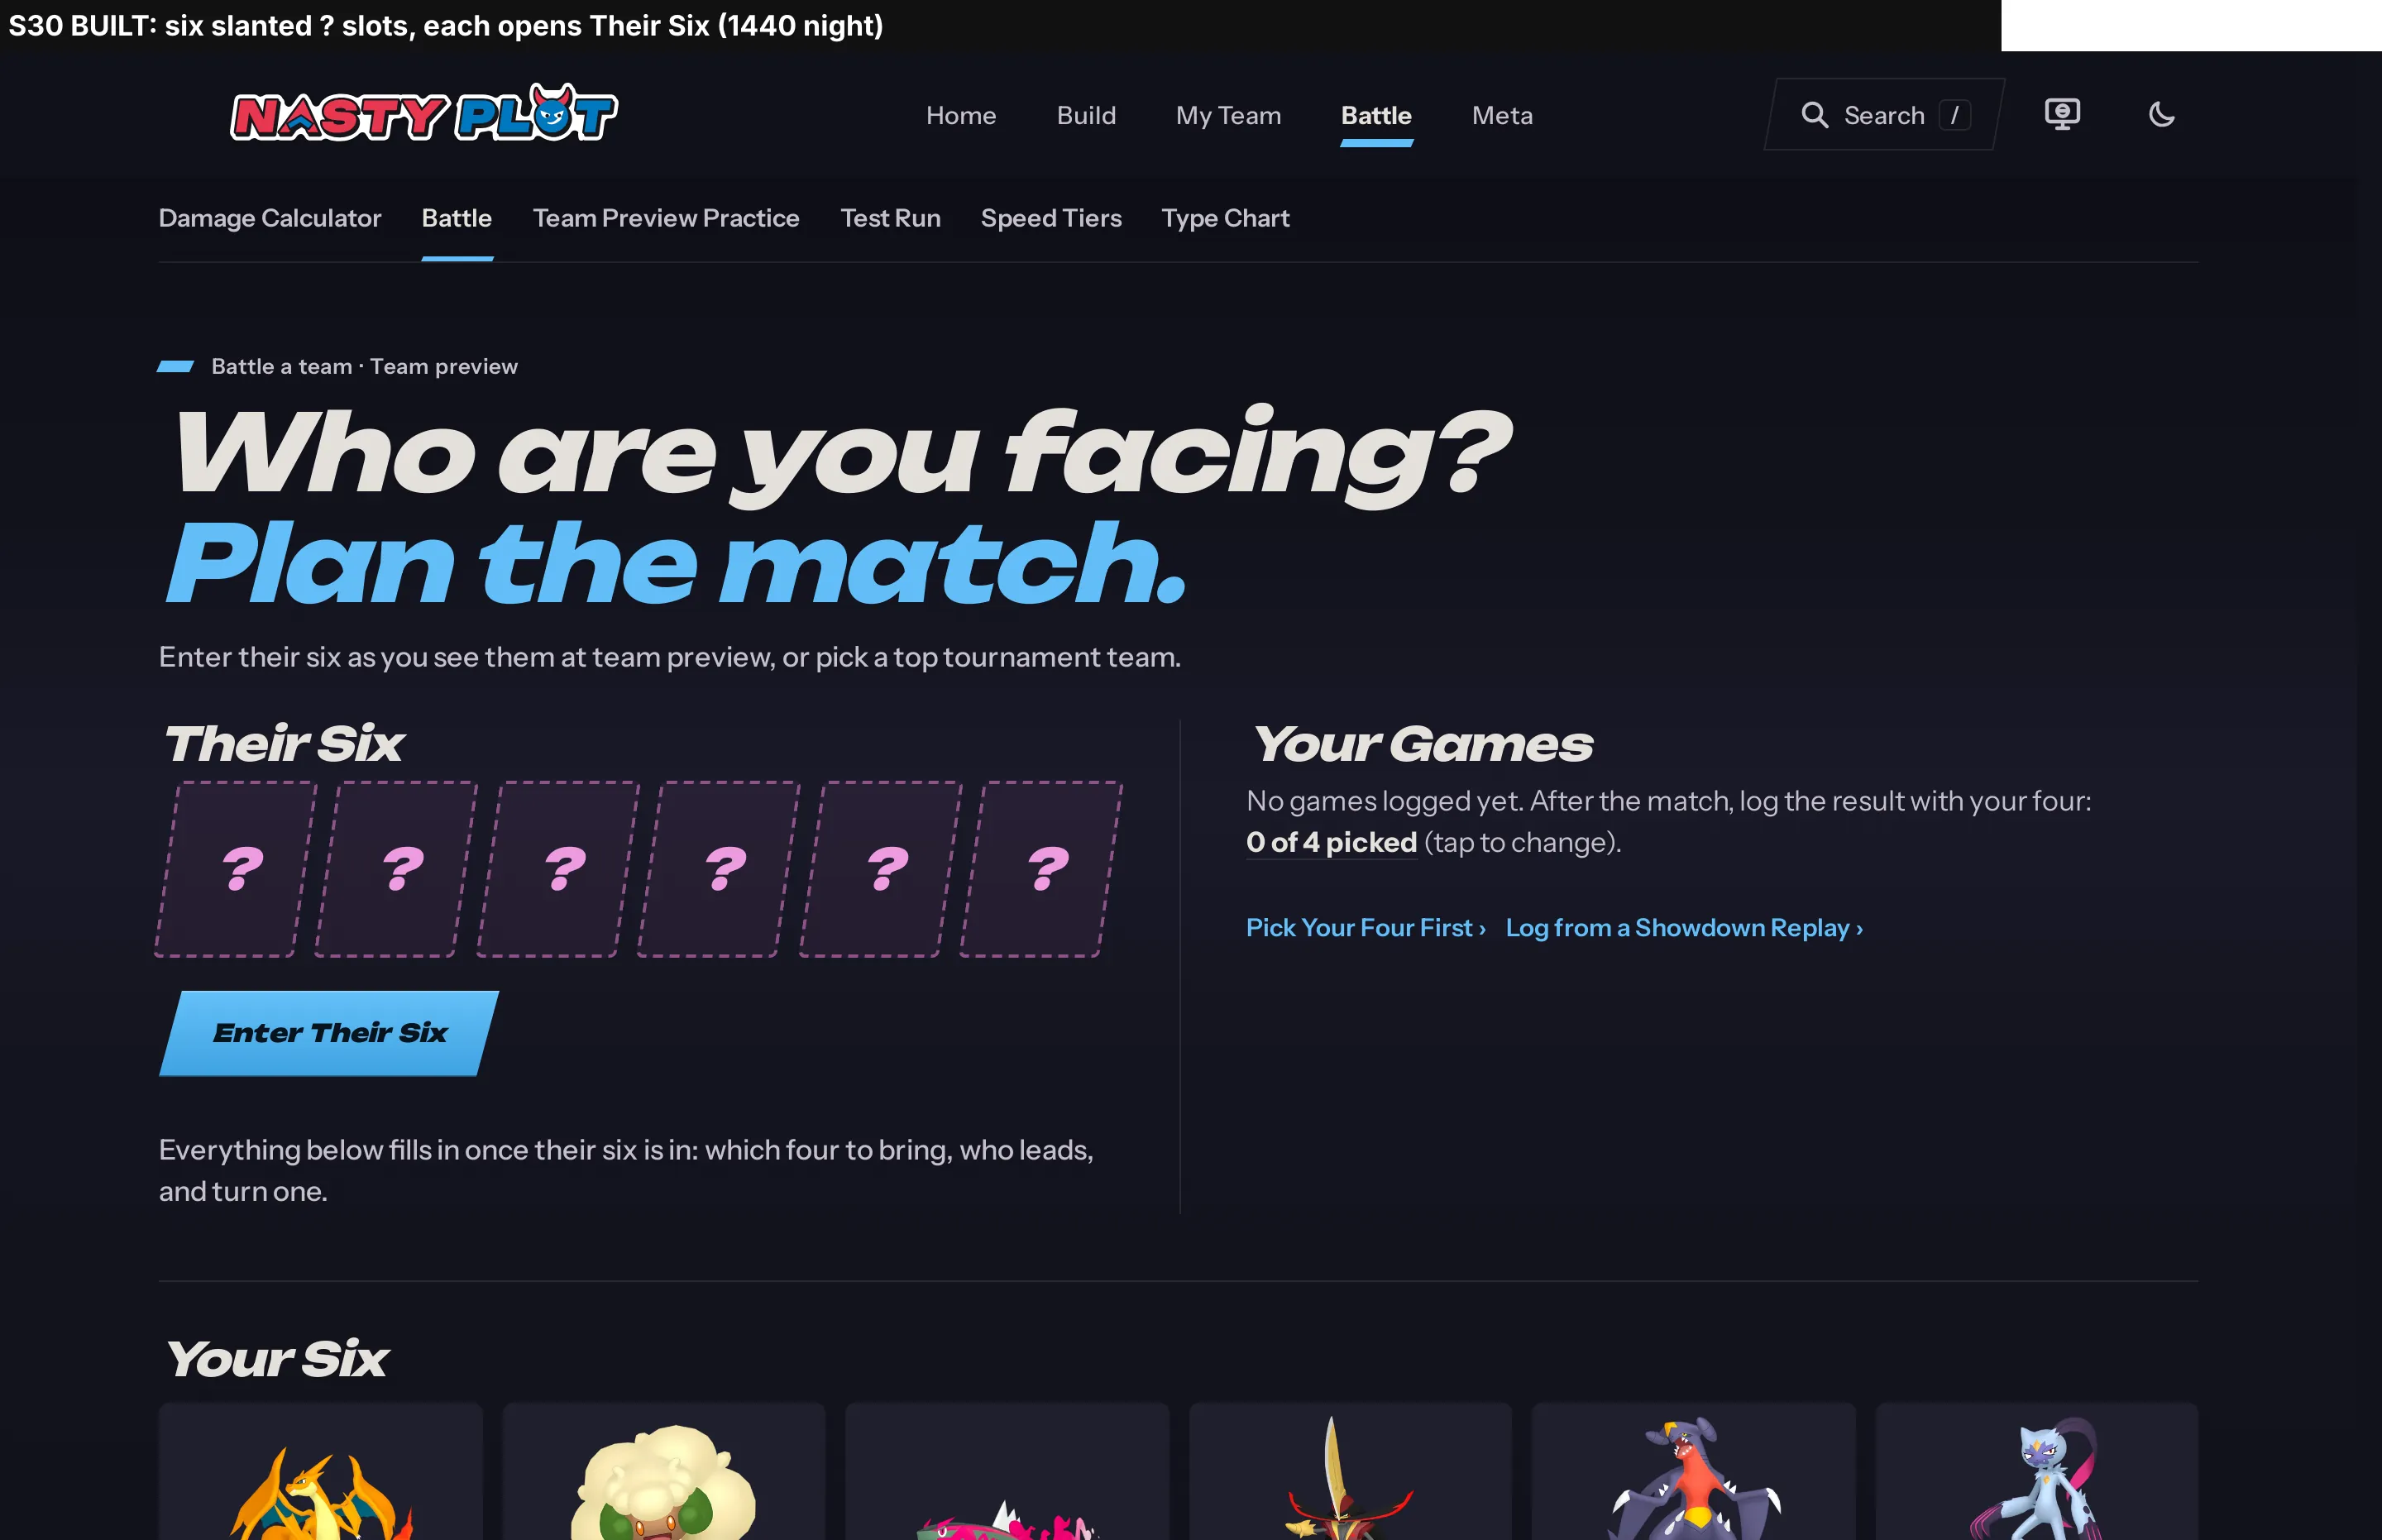 S30 BUILT: six slanted ? slots, each opens Their Six (1440 night)
NASTY PLOT
Home Build My Team Battle Meta
Search /
Damage Calculator Battle Team Preview Practice Test Run Speed Tiers Type Chart
Battle a team · Team preview
Who are you facing?
Plan the match.
Enter their six as you see them at team preview, or pick a top tournament team.
Their Six
? ? ? ? ? ?
Enter Their Six
Everything below fills in once their six is in: which four to bring, who leads,
and turn one.
Your Games
No games logged yet. After the match, log the result with your four:
0 of 4 picked (tap to change).
Pick Your Four First › Log from a Showdown Replay ›
Your Six